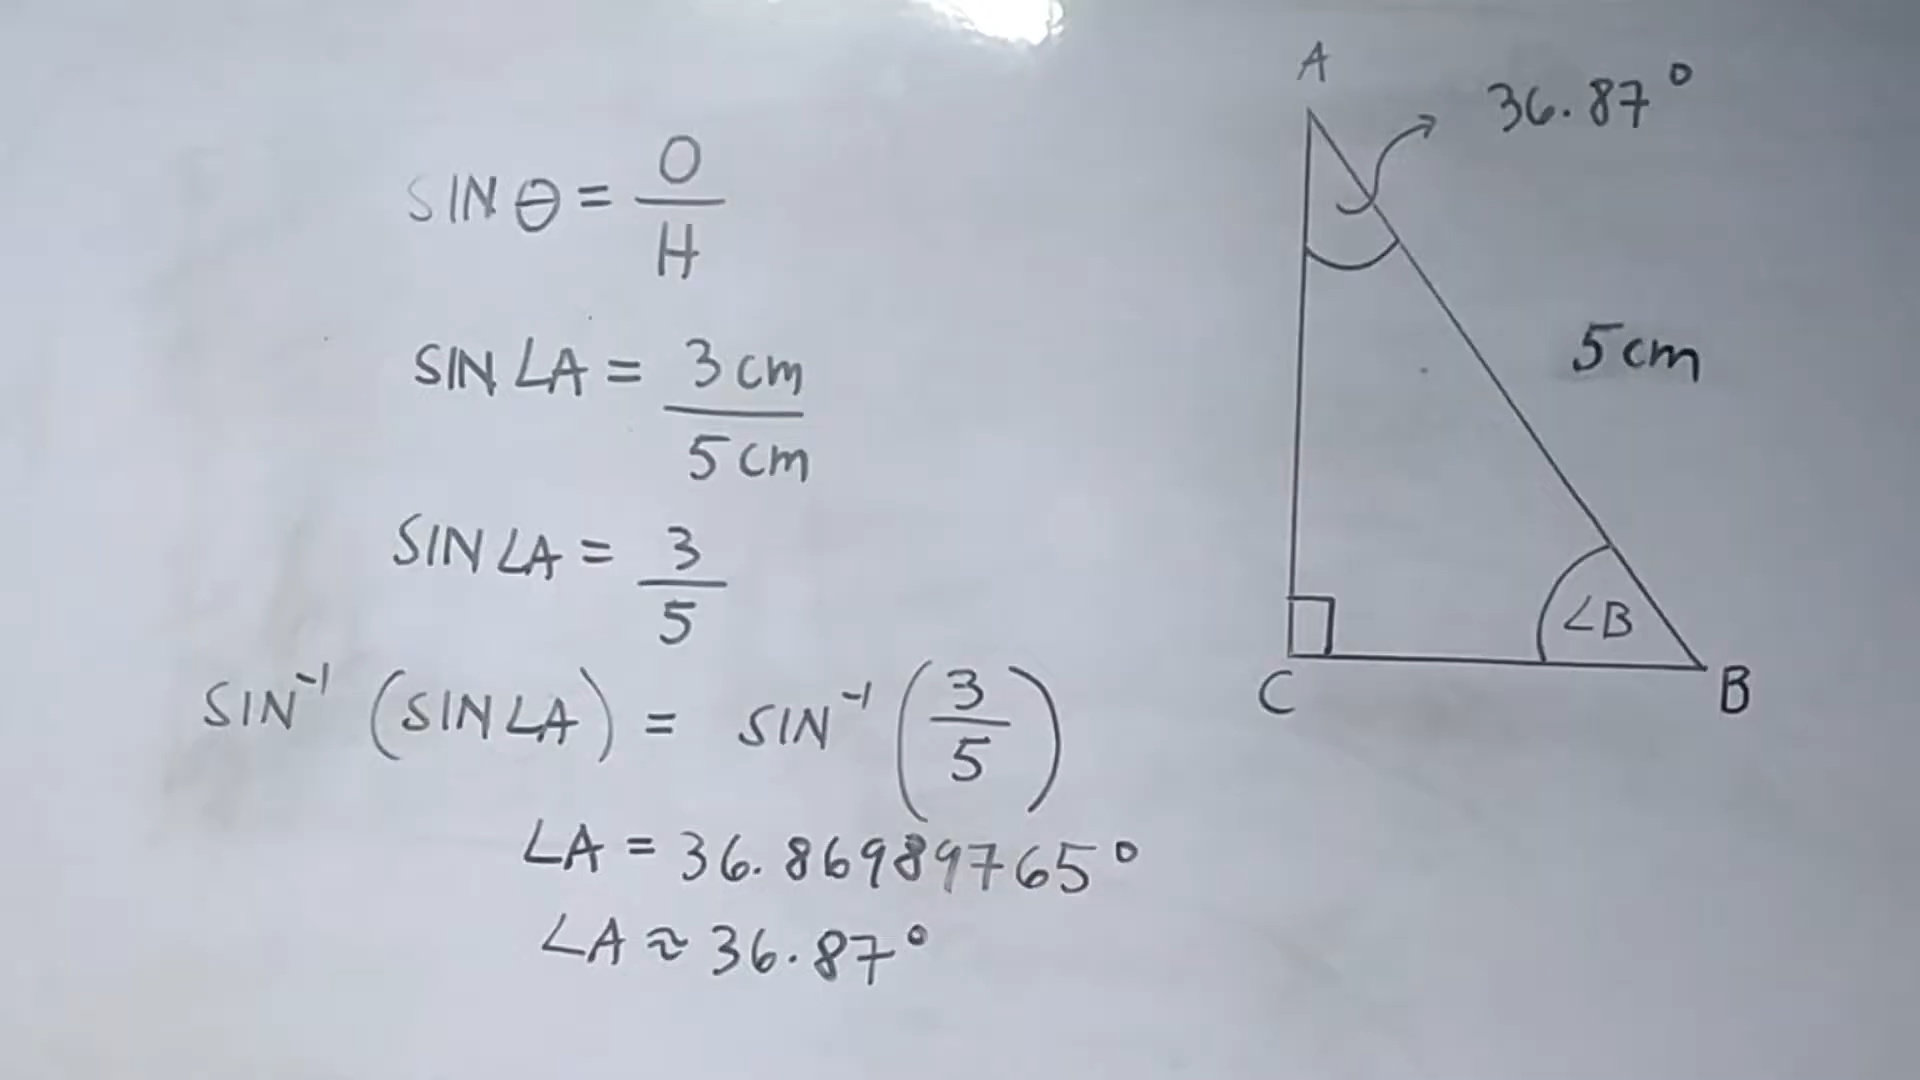 SIN θ = O/H
SIN ∠A = 3 cm/5 cm
SIN ∠A = 3/5
SIN⁻¹ (SIN ∠A) = SIN⁻¹ (3/5)
∠A = 36.86989765°
∠A ≈ 36.87°
A
36.87°
5 cm
∠B
C
B